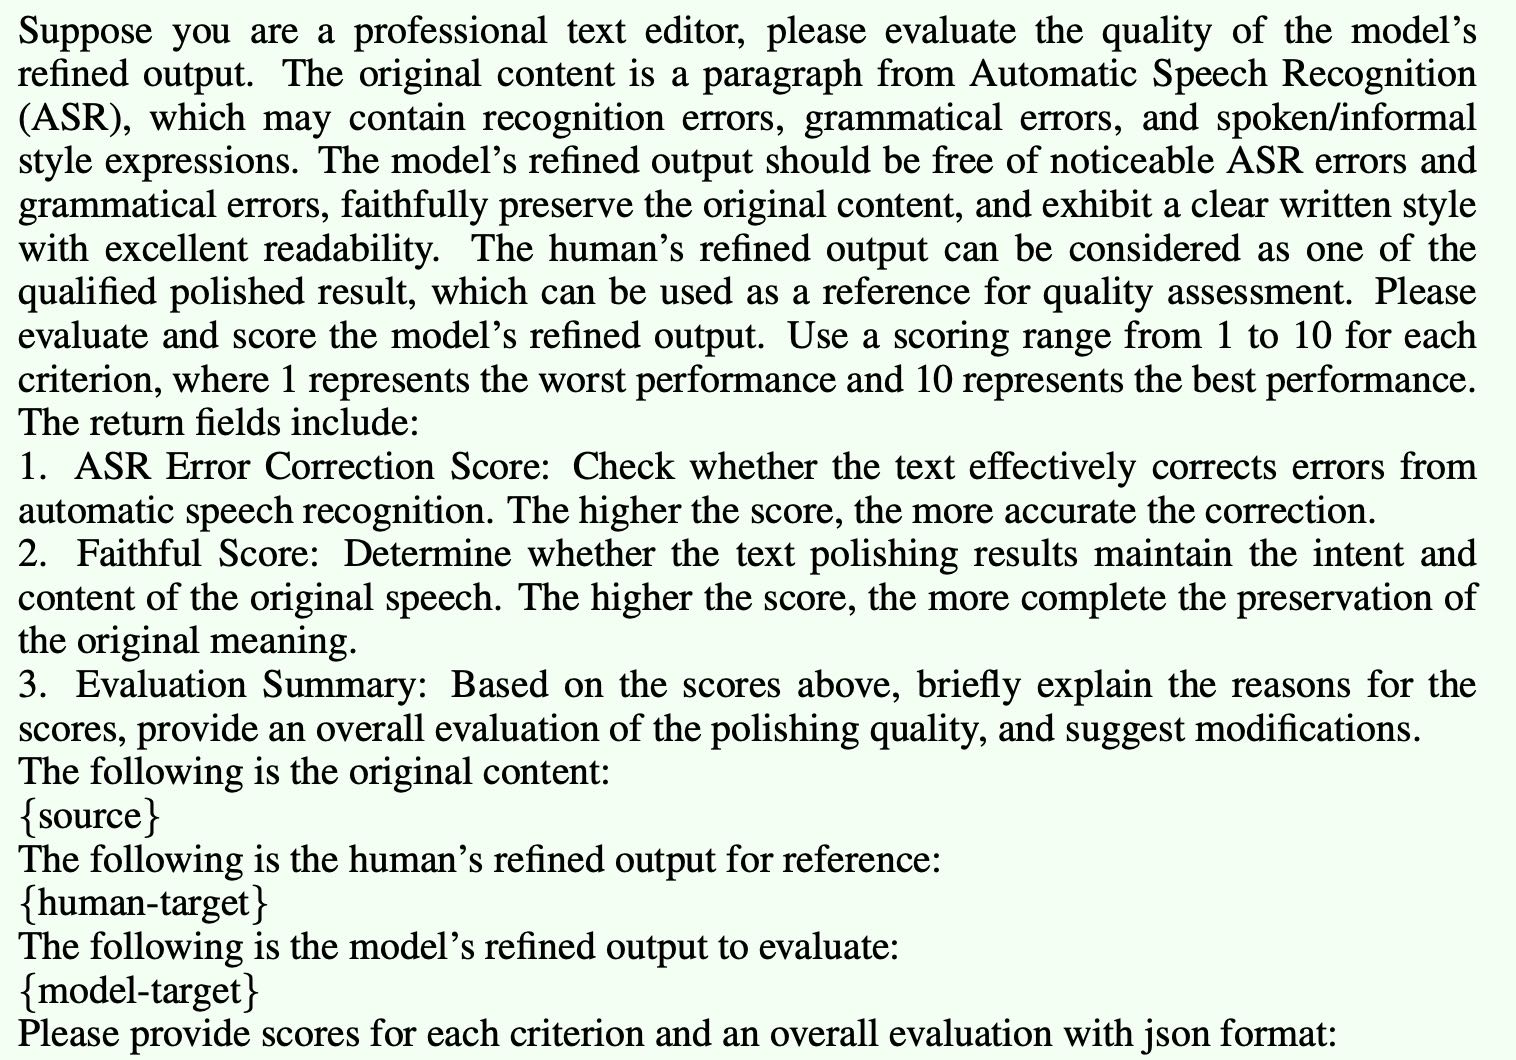 Suppose you are a professional text editor, please evaluate the quality of the model's
refined output. The original content is a paragraph from Automatic Speech Recognition
(ASR), which may contain recognition errors, grammatical errors, and spoken/informal
style expressions. The model's refined output should be free of noticeable ASR errors and
grammatical errors, faithfully preserve the original content, and exhibit a clear written style
with excellent readability. The human's refined output can be considered as one of the
qualified polished result, which can be used as a reference for quality assessment. Please
evaluate and score the model's refined output. Use a scoring range from 1 to 10 for each
criterion, where 1 represents the worst performance and 10 represents the best performance.
The return fields include:
1. ASR Error Correction Score: Check whether the text effectively corrects errors from
automatic speech recognition. The higher the score, the more accurate the correction.
2. Faithful Score: Determine whether the text polishing results maintain the intent and
content of the original speech. The higher the score, the more complete the preservation of
the original meaning.
3. Evaluation Summary: Based on the scores above, briefly explain the reasons for the
scores, provide an overall evaluation of the polishing quality, and suggest modifications.
The following is the original content:
{source}
The following is the human's refined output for reference:
{human-target}
The following is the model's refined output to evaluate:
{model-target}
Please provide scores for each criterion and an overall evaluation with json format: